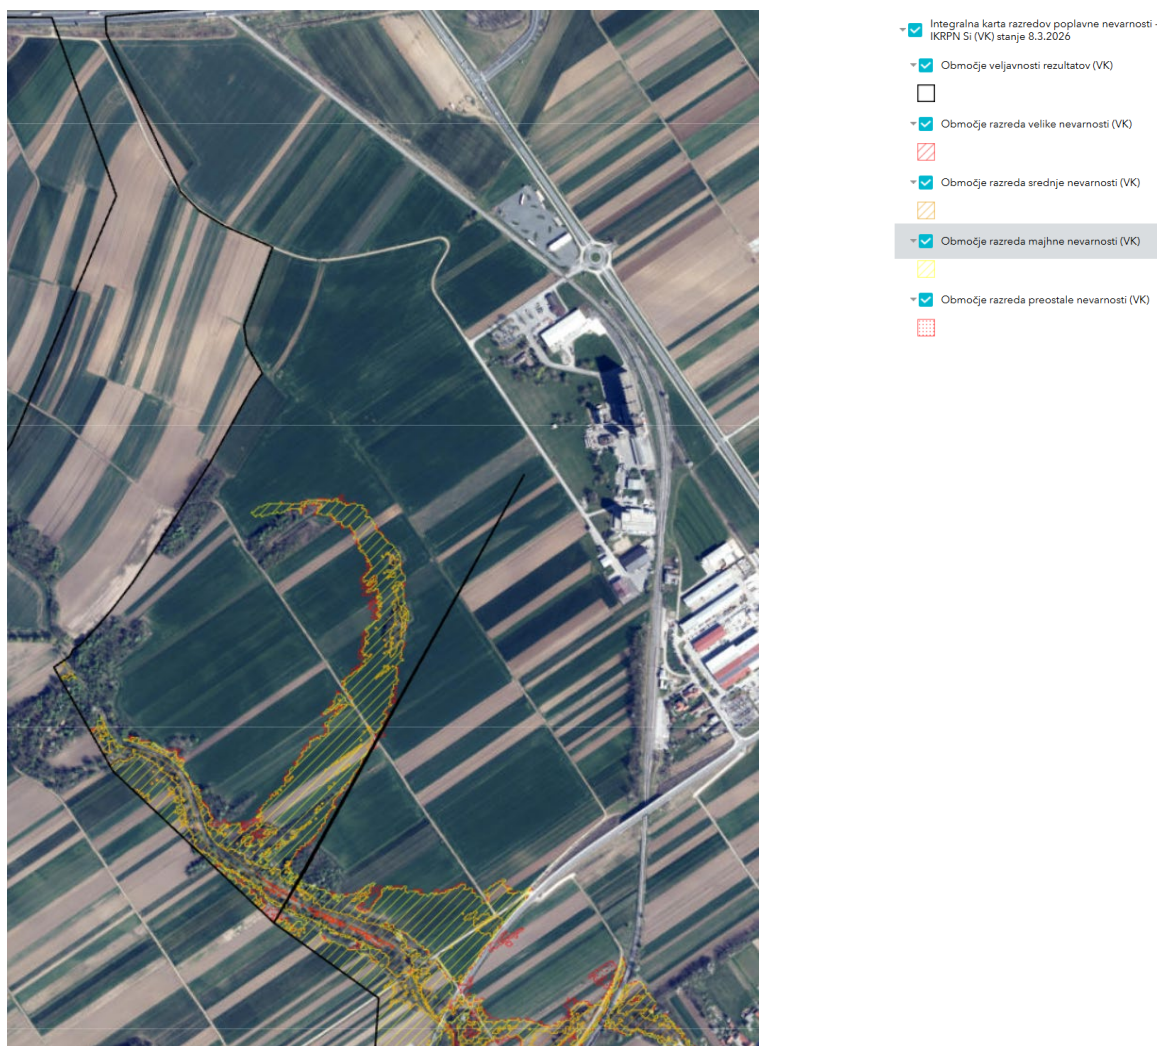 Integralna karta razredov poplavne nevarnosti -
IKRPN Si (VK) stanje 8.3.2026
Območje veljavnosti rezultatov (VK)
Območje razreda velike nevarnosti (VK)
Območje razreda srednje nevarnosti (VK)
Območje razreda majhne nevarnosti (VK)
Območje razreda preostale nevarnosti (VK)